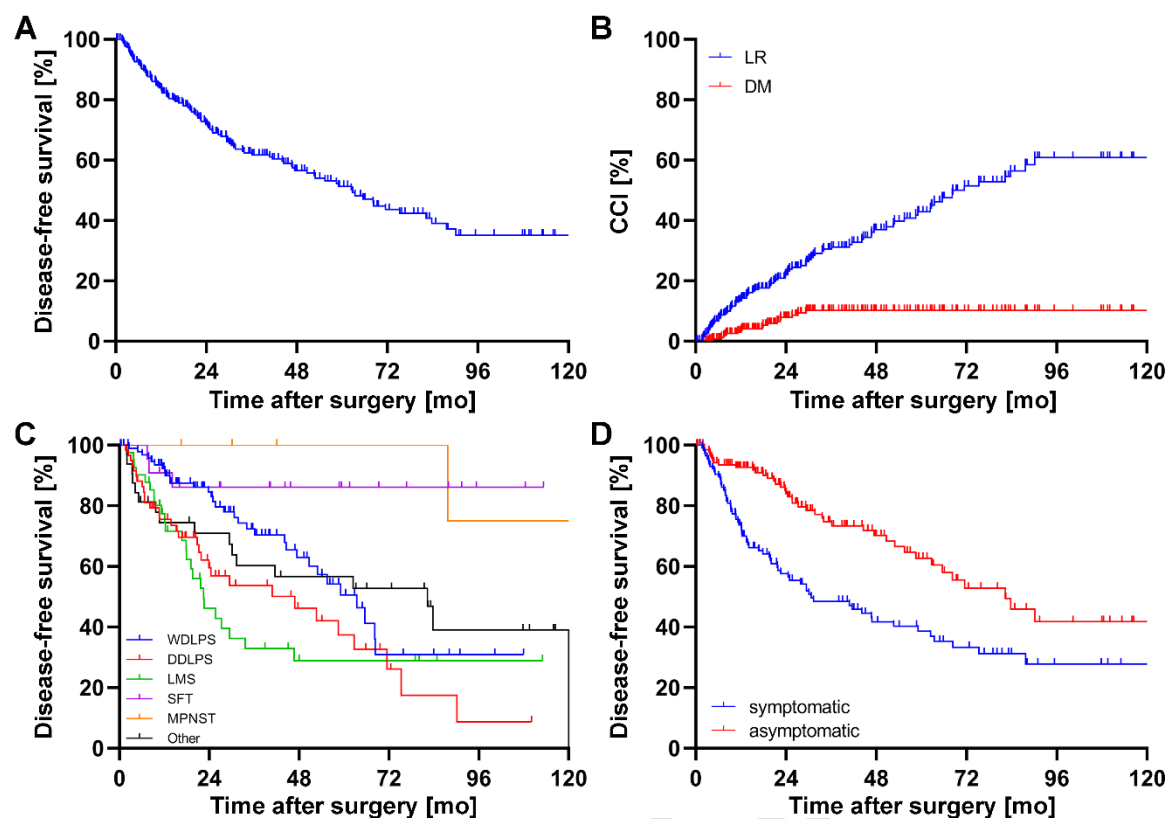 A
Disease-free survival [%]
100
80
60
40
20
0
0 24 48 72 96 120
Time after surgery [mo]
B
CCI [%]
100
80
60
40
20
0
LR
DM
0 24 48 72 96 120
Time after surgery [mo]
C
Disease-free survival [%]
100
80
60
40
20
0
WDLPS
DDLPS
LMS
SFT
MPNST
Other
0 24 48 72 96 120
Time after surgery [mo]
D
Disease-free survival [%]
100
80
60
40
20
0
symptomatic
asymptomatic
0 24 48 72 96 120
Time after surgery [mo]